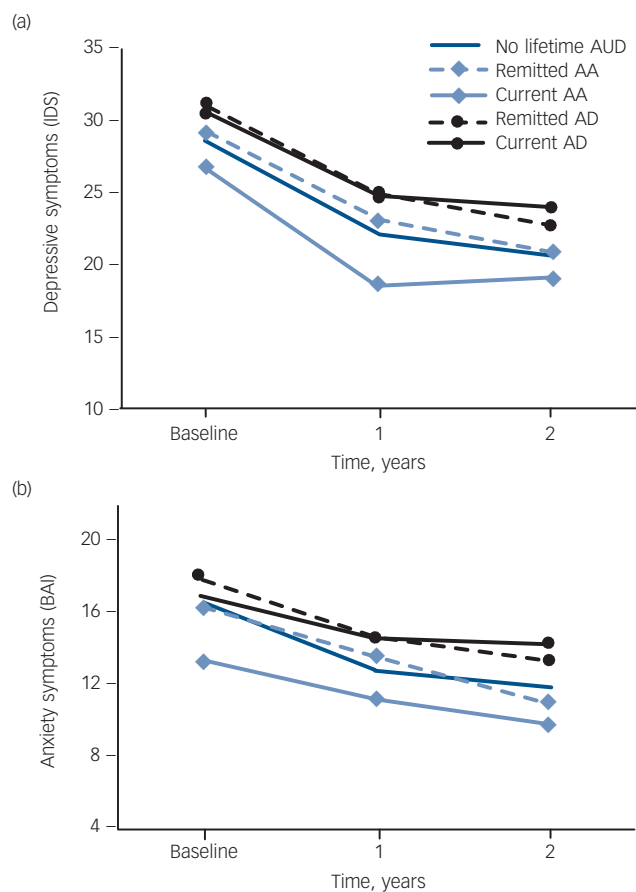 (a)
35
30
25
20
15
10
Depressive symptoms (IDS)
No lifetime AUD
Remitted AA
Current AA
Remitted AD
Current AD
Baseline
1
2
Time, years
(b)
20
16
12
8
4
Anxiety symptoms (BAI)
Baseline
1
2
Time, years